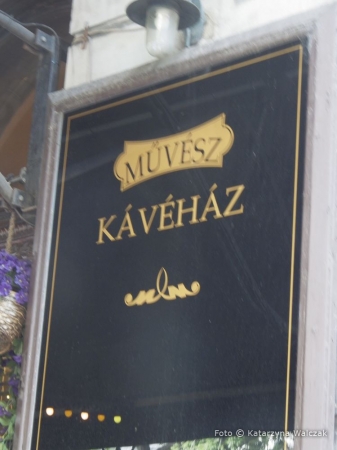 MŰVÉSZ
KÁVÉHÁZ
Foto © Katarzyna Walczak